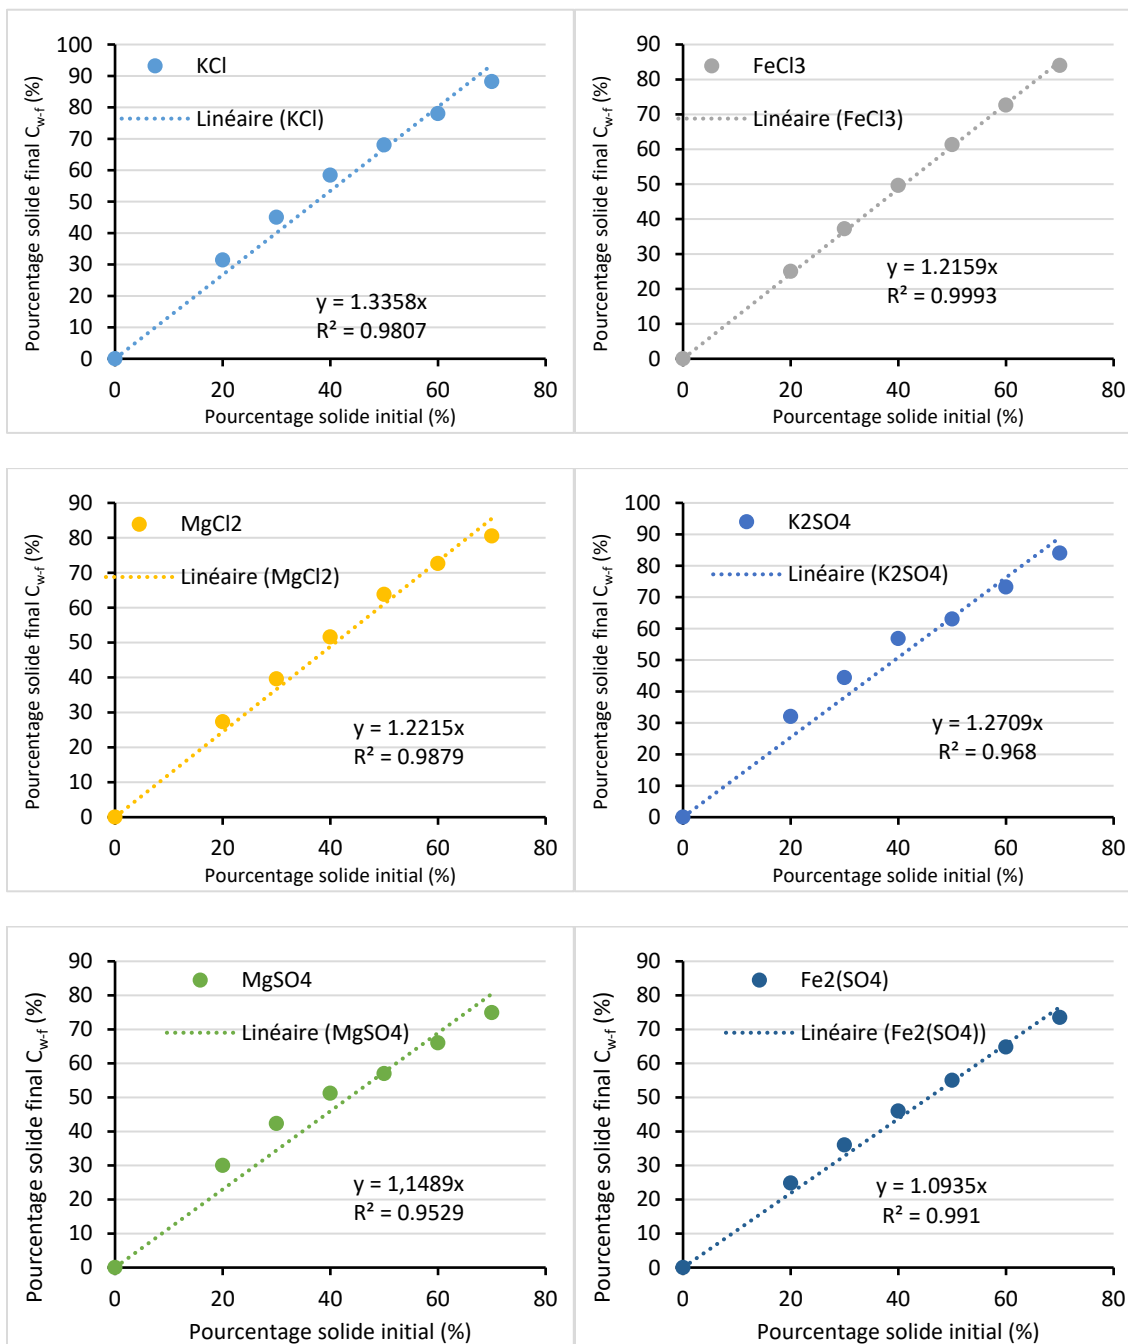 Pourcentage solide final Cw-f (%)
100
90
80
70
60
50
40
30
20
10
0
KCl
Linéaire (KCl)
y = 1.3358x
R² = 0.9807
0 20 40 60 80
Pourcentage solide initial (%)
Pourcentage solide final Cw-f (%)
90
80
70
60
50
40
30
20
10
0
FeCl3
Linéaire (FeCl3)
y = 1.2159x
R² = 0.9993
0 20 40 60 80
Pourcentage solide initial (%)
Pourcentage solide final Cw-f (%)
90
80
70
60
50
40
30
20
10
0
MgCl2
Linéaire (MgCl2)
y = 1.2215x
R² = 0.9879
0 20 40 60 80
Pourcentage solide initial (%)
Pourcentage solide final Cw-f (%)
100
90
80
70
60
50
40
30
20
10
0
K2SO4
Linéaire (K2SO4)
y = 1.2709x
R² = 0.968
0 20 40 60 80
Pourcentage solide initial (%)
Pourcentage solide final Cw-f (%)
90
80
70
60
50
40
30
20
10
0
MgSO4
Linéaire (MgSO4)
y = 1,1489x
R² = 0.9529
0 20 40 60 80
Pourcentage solide initial (%)
Pourcentage solide final Cw-f (%)
90
80
70
60
50
40
30
20
10
0
Fe2(SO4)
Linéaire (Fe2(SO4))
y = 1.0935x
R² = 0.991
0 20 40 60 80
Pourcentage solide initial (%)